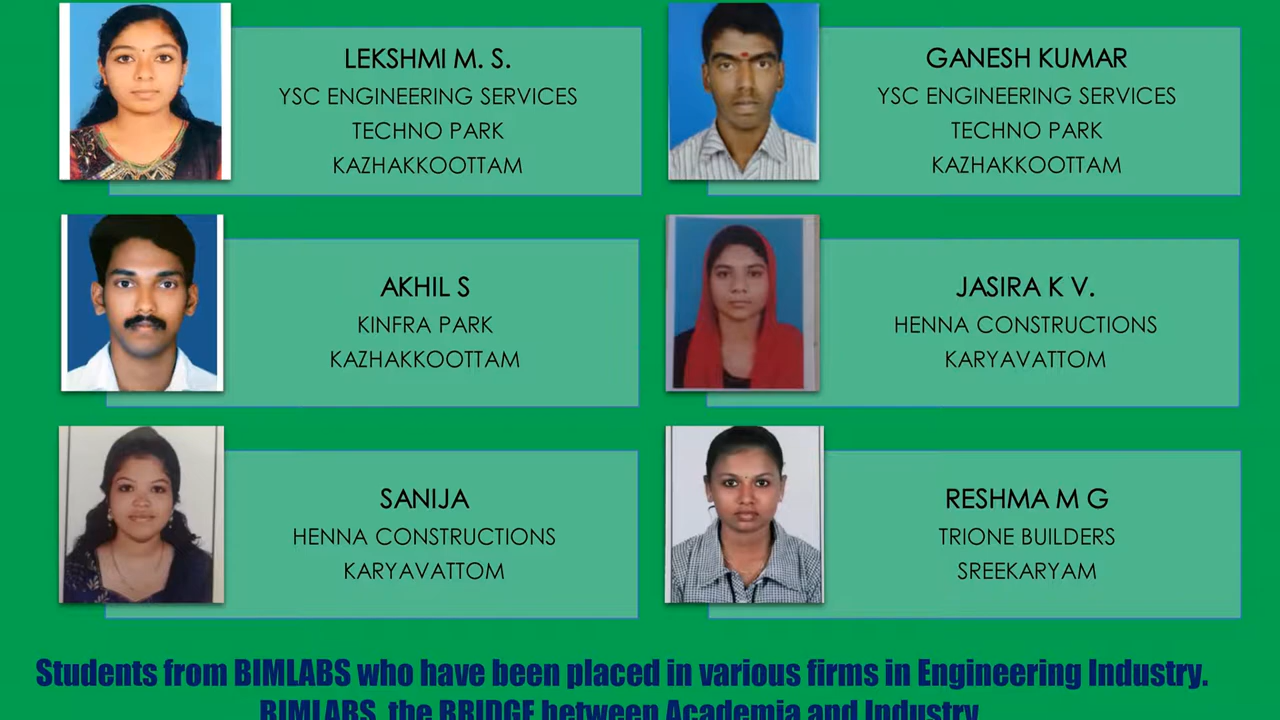 LEKSHMI M. S.
YSC ENGINEERING SERVICES
TECHNO PARK
KAZHAKKOOTTAM
GANESH KUMAR
YSC ENGINEERING SERVICES
TECHNO PARK
KAZHAKKOOTTAM
AKHIL S
KINFRA PARK
KAZHAKKOOTTAM
JASIRA K V.
HENNA CONSTRUCTIONS
KARYAVATTOM
SANIJA
HENNA CONSTRUCTIONS
KARYAVATTOM
RESHMA M G
TRIONE BUILDERS
SREEKARYAM
Students from BIMLABS who have been placed in various firms in Engineering Industry.
BIMLABS, the BRIDGE between Academia and Industry